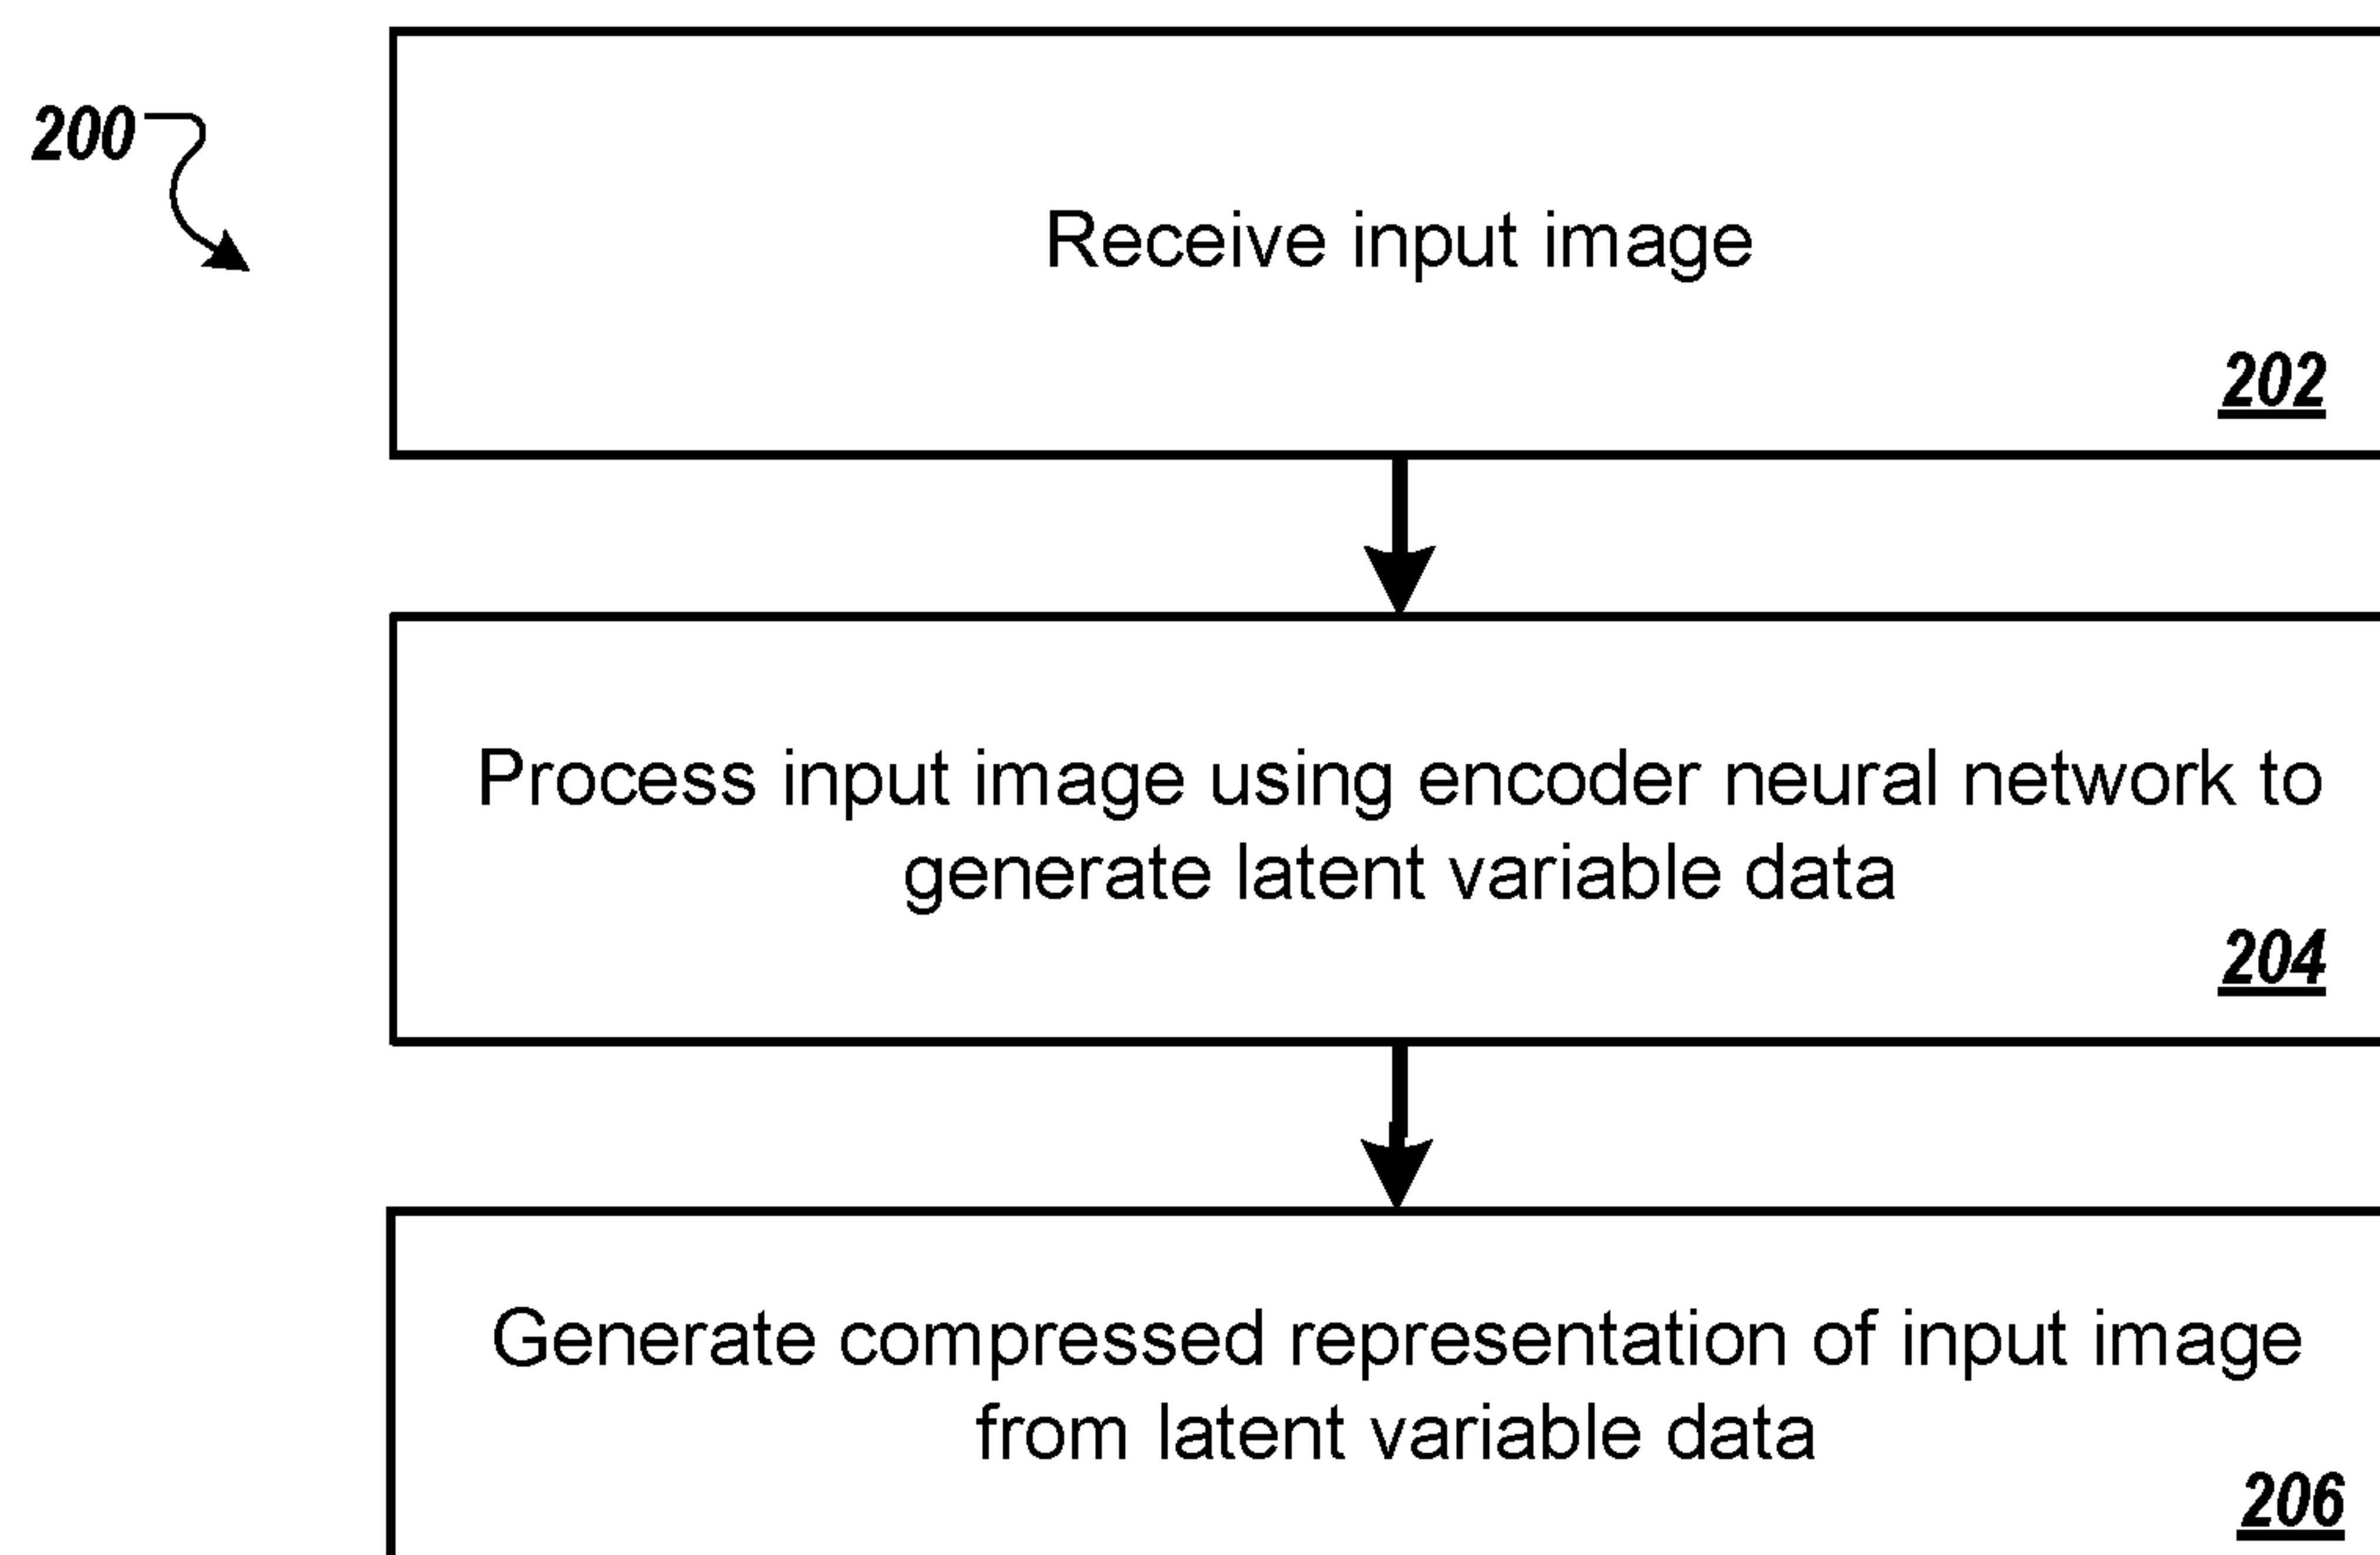 200
Receive input image
202
Process input image using encoder neural network to
generate latent variable data
204
Generate compressed representation of input image
from latent variable data
206